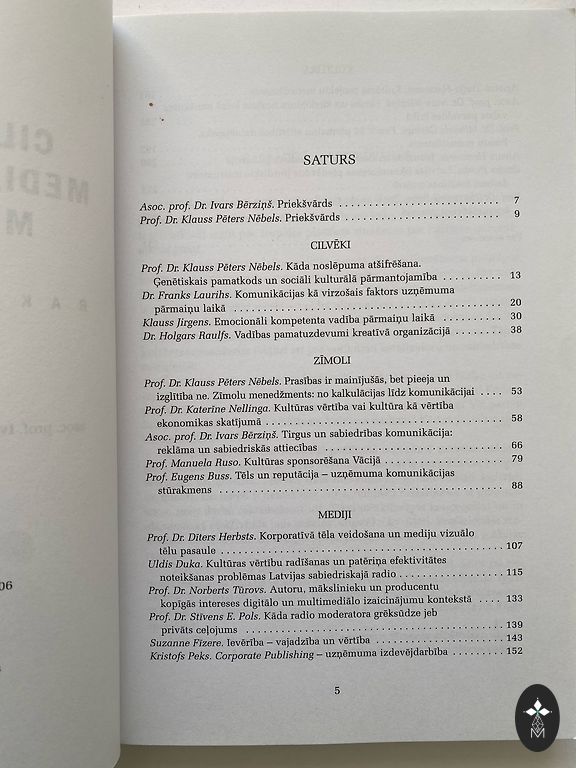 SATURS
Asoc. prof. Dr. Ivars Bērziņš. Priekšvārds . . . . . . . . . . . . . . . . . . . . . . . . . . 7
Prof. Dr. Klauss Pēters Nēbels. Priekšvārds . . . . . . . . . . . . . . . . . . . . . . . . . 9
CILVĒKI
Prof. Dr. Klauss Pēters Nēbels. Kāda noslēpuma atšifrēšana.
Ģenētiskais pamatkods un sociāli kulturālā pārmantojamība . . . . . . . . . . 13
Dr. Franks Laurihs. Komunikācijas kā virzošais faktors uzņēmuma
pārmaiņu laikā . . . . . . . . . . . . . . . . . . . . . . . . . . . . . . . . . . . . . . . . . . 20
Klauss Jirgens. Emocionāli kompetenta vadība pārmaiņu laikā . . . . . . . . . . 30
Dr. Holgars Raulfs. Vadības pamatuzdevumi kreatīvā organizācijā . . . . . . . . 38
ZĪMOLI
Prof. Dr. Klauss Pēters Nēbels. Prasības ir mainījušās, bet pieeja un
izglītība ne. Zīmolu menedžments: no kalkulācijas līdz komunikācijai . . . . 53
Prof. Dr. Katerīne Nellinga. Kultūras vērtība vai kultūra kā vērtība
ekonomikas skatījumā . . . . . . . . . . . . . . . . . . . . . . . . . . . . . . . . . . . . 58
Asoc. prof. Dr. Ivars Bērziņš. Tirgus un sabiedrības komunikācija:
reklāma un sabiedriskās attiecības . . . . . . . . . . . . . . . . . . . . . . . . . . . 66
Prof. Manuela Ruso. Kultūras sponsorēšana Vācijā . . . . . . . . . . . . . . . . . . . 79
Prof. Eugens Buss. Tēls un reputācija – uzņēmuma komunikācijas
stūrakmens . . . . . . . . . . . . . . . . . . . . . . . . . . . . . . . . . . . . . . . . . . . . 88
MEDIJI
Prof. Dr. Dīters Herbsts. Korporatīvā tēla veidošana un mediju vizuālo
tēlu pasaule . . . . . . . . . . . . . . . . . . . . . . . . . . . . . . . . . . . . . . . . . . . 107
Uldis Duka. Kultūras vērtību radīšanas un patēriņa efektivitātes
noteikšanas problēmas Latvijas sabiedriskajā radio . . . . . . . . . . . . . . . . 115
Prof. Dr. Norberts Tūrovs. Autoru, mākslinieku un producentu
kopīgās intereses digitālo un multimediālo izaicinājumu kontekstā . . . . 133
Prof. Dr. Stīvens E. Pols. Kāda radio moderatora grēksūdze jeb
privāts ceļojums . . . . . . . . . . . . . . . . . . . . . . . . . . . . . . . . . . . . . . . . 139
Suzanne Fīzere. Ievērība – vajadzība un vērtība . . . . . . . . . . . . . . . . . . . . . 143
Kristofs Peks. Corporate Publishing – uzņēmuma izdevējdarbība . . . . . . . . . 152
5